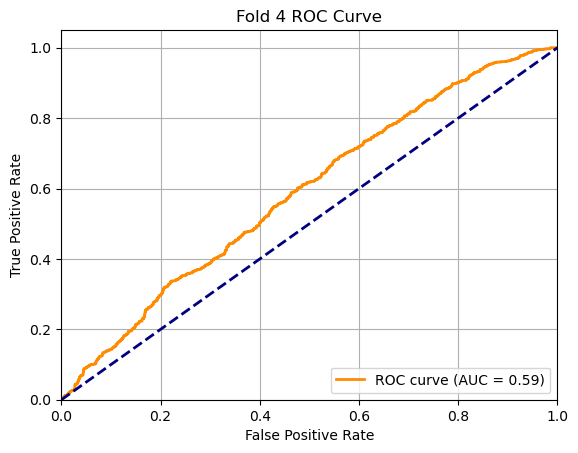 Fold 4 ROC Curve
True Positive Rate
1.0
0.8
0.6
0.4
0.2
0.0
ROC curve (AUC = 0.59)
0.0 0.2 0.4 0.6 0.8 1.0
False Positive Rate